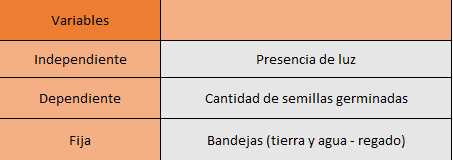 Variables
Independiente Presencia de luz
Dependiente Cantidad de semillas germinadas
Fija Bandejas (tierra y agua - regado)